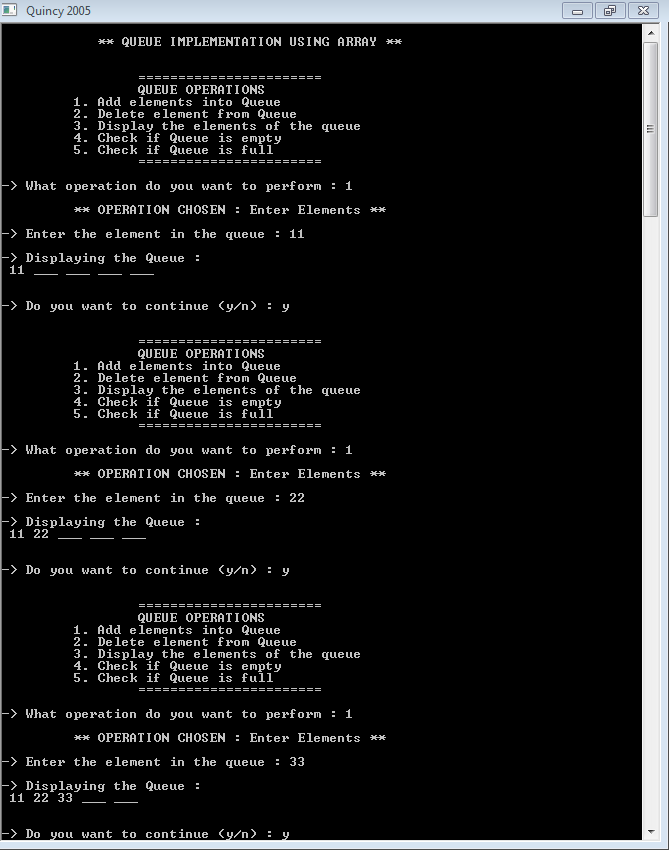 Quincy 2005
** QUEUE IMPLEMENTATION USING ARRAY **
=======================
QUEUE OPERATIONS
1. Add elements into Queue
2. Delete element from Queue
3. Display the elements of the queue
4. Check if Queue is empty
5. Check if Queue is full
=======================
-> What operation do you want to perform : 1
** OPERATION CHOSEN : Enter Elements **
-> Enter the element in the queue : 11
-> Displaying the Queue :
11 ___ ___ ___ ___
-> Do you want to continue (y/n) : y
=======================
QUEUE OPERATIONS
1. Add elements into Queue
2. Delete element from Queue
3. Display the elements of the queue
4. Check if Queue is empty
5. Check if Queue is full
=======================
-> What operation do you want to perform : 1
** OPERATION CHOSEN : Enter Elements **
-> Enter the element in the queue : 22
-> Displaying the Queue :
11 22 ___ ___ ___
-> Do you want to continue (y/n) : y
=======================
QUEUE OPERATIONS
1. Add elements into Queue
2. Delete element from Queue
3. Display the elements of the queue
4. Check if Queue is empty
5. Check if Queue is full
=======================
-> What operation do you want to perform : 1
** OPERATION CHOSEN : Enter Elements **
-> Enter the element in the queue : 33
-> Displaying the Queue :
11 22 33 ___ ___
-> Do you want to continue (y/n) : y